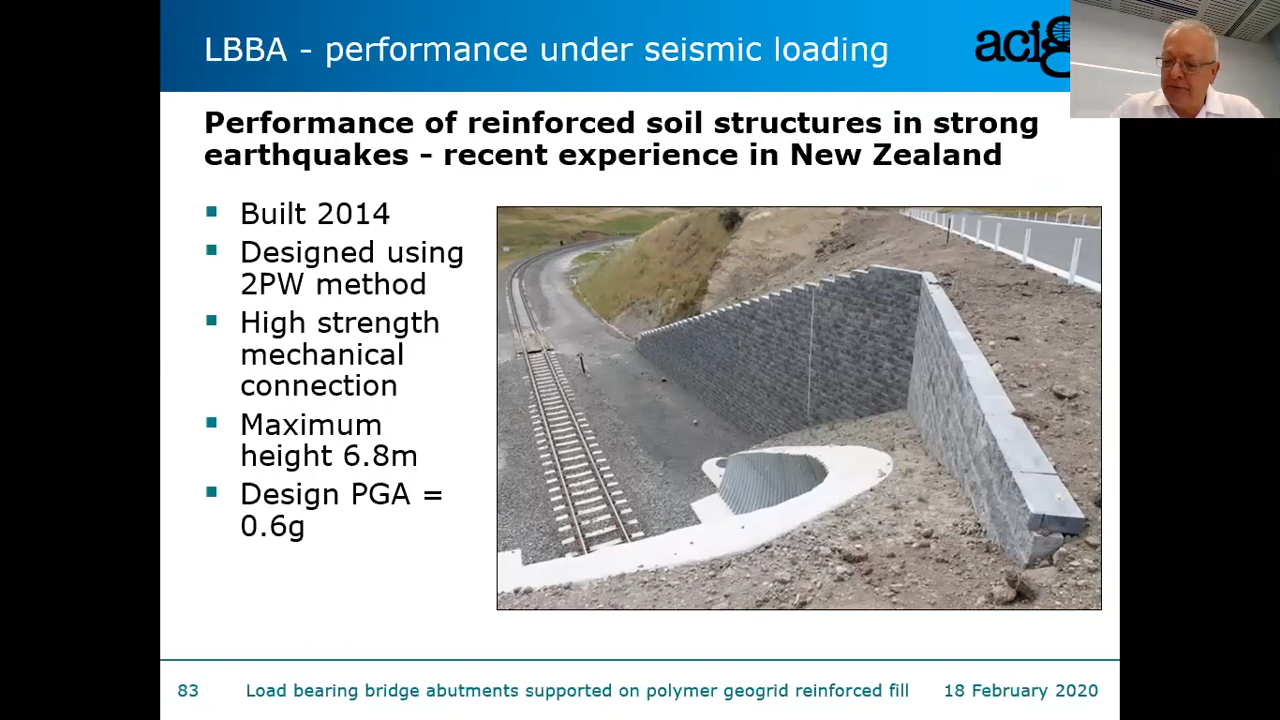 LBBA - performance under seismic loading
acig
Performance of reinforced soil structures in strong
earthquakes - recent experience in New Zealand
Built 2014
Designed using
2PW method
High strength
mechanical
connection
Maximum
height 6.8m
Design PGA =
0.6g
83 Load bearing bridge abutments supported on polymer geogrid reinforced fill 18 February 2020